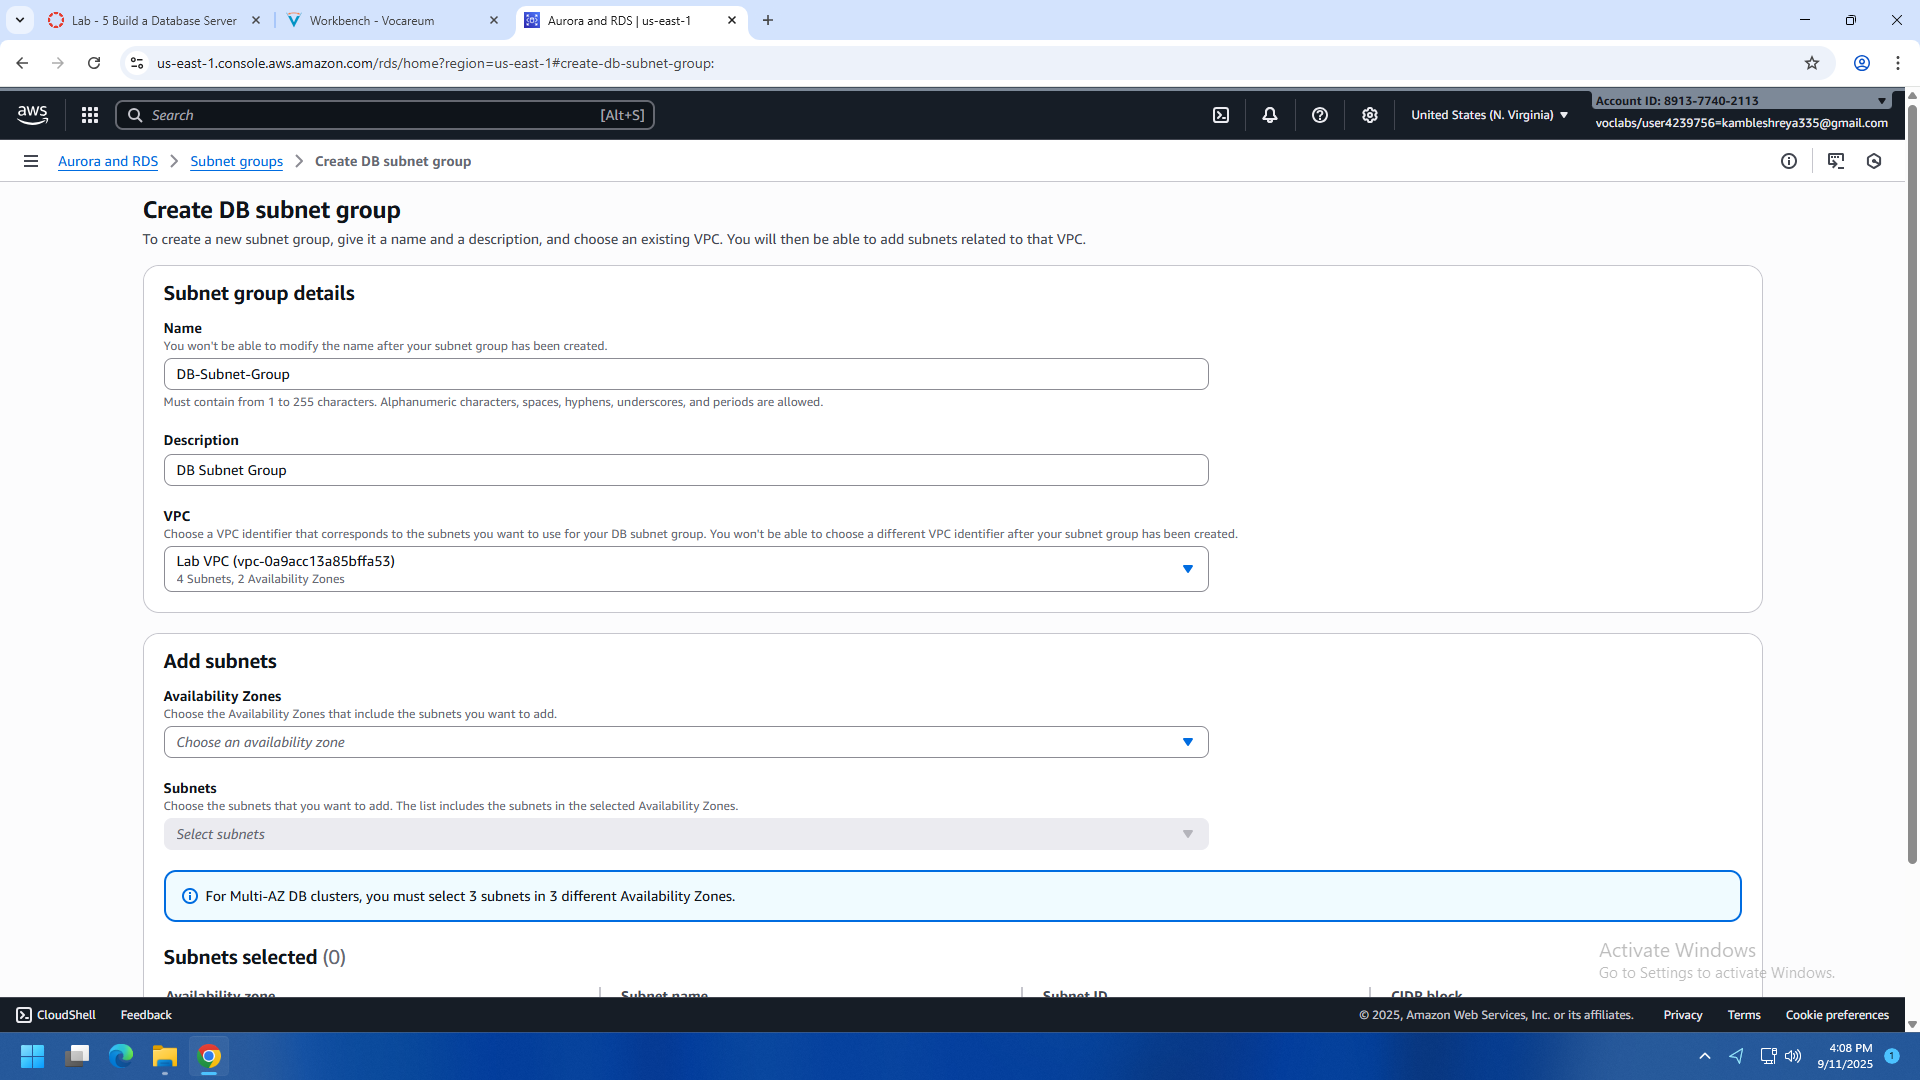 Lab - 5 Build a Database Server
Workbench - Vocareum
Aurora and RDS | us-east-1
us-east-1.console.aws.amazon.com/rds/home?region=us-east-1#create-db-subnet-group:
aws
Search
[Alt+S]
United States (N. Virginia)
Account ID: 8913-7740-2113
voclabs/user4239756=kambleshreya335@gmail.com
Aurora and RDS
Subnet groups
Create DB subnet group
Create DB subnet group
To create a new subnet group, give it a name and a description, and choose an existing VPC. You will then be able to add subnets related to that VPC.
Subnet group details
Name
You won't be able to modify the name after your subnet group has been created.
DB-Subnet-Group
Must contain from 1 to 255 characters. Alphanumeric characters, spaces, hyphens, underscores, and periods are allowed.
Description
DB Subnet Group
VPC
Choose a VPC identifier that corresponds to the subnets you want to use for your DB subnet group. You won't be able to choose a different VPC identifier after your subnet group has been created.
Lab VPC (vpc-0a9acc13a85bffa53)
4 Subnets, 2 Availability Zones
Add subnets
Availability Zones
Choose the Availability Zones that include the subnets you want to add.
Choose an availability zone
Subnets
Choose the subnets that you want to add. The list includes the subnets in the selected Availability Zones.
Select subnets
For Multi-AZ DB clusters, you must select 3 subnets in 3 different Availability Zones.
Subnets selected (0)
Activate Windows
Go to Settings to activate Windows.
Availability zone
Subnet name
Subnet ID
CIDR block
CloudShell
Feedback
© 2025, Amazon Web Services, Inc. or its affiliates.
Privacy
Terms
Cookie preferences
4:08 PM
9/11/2025
1